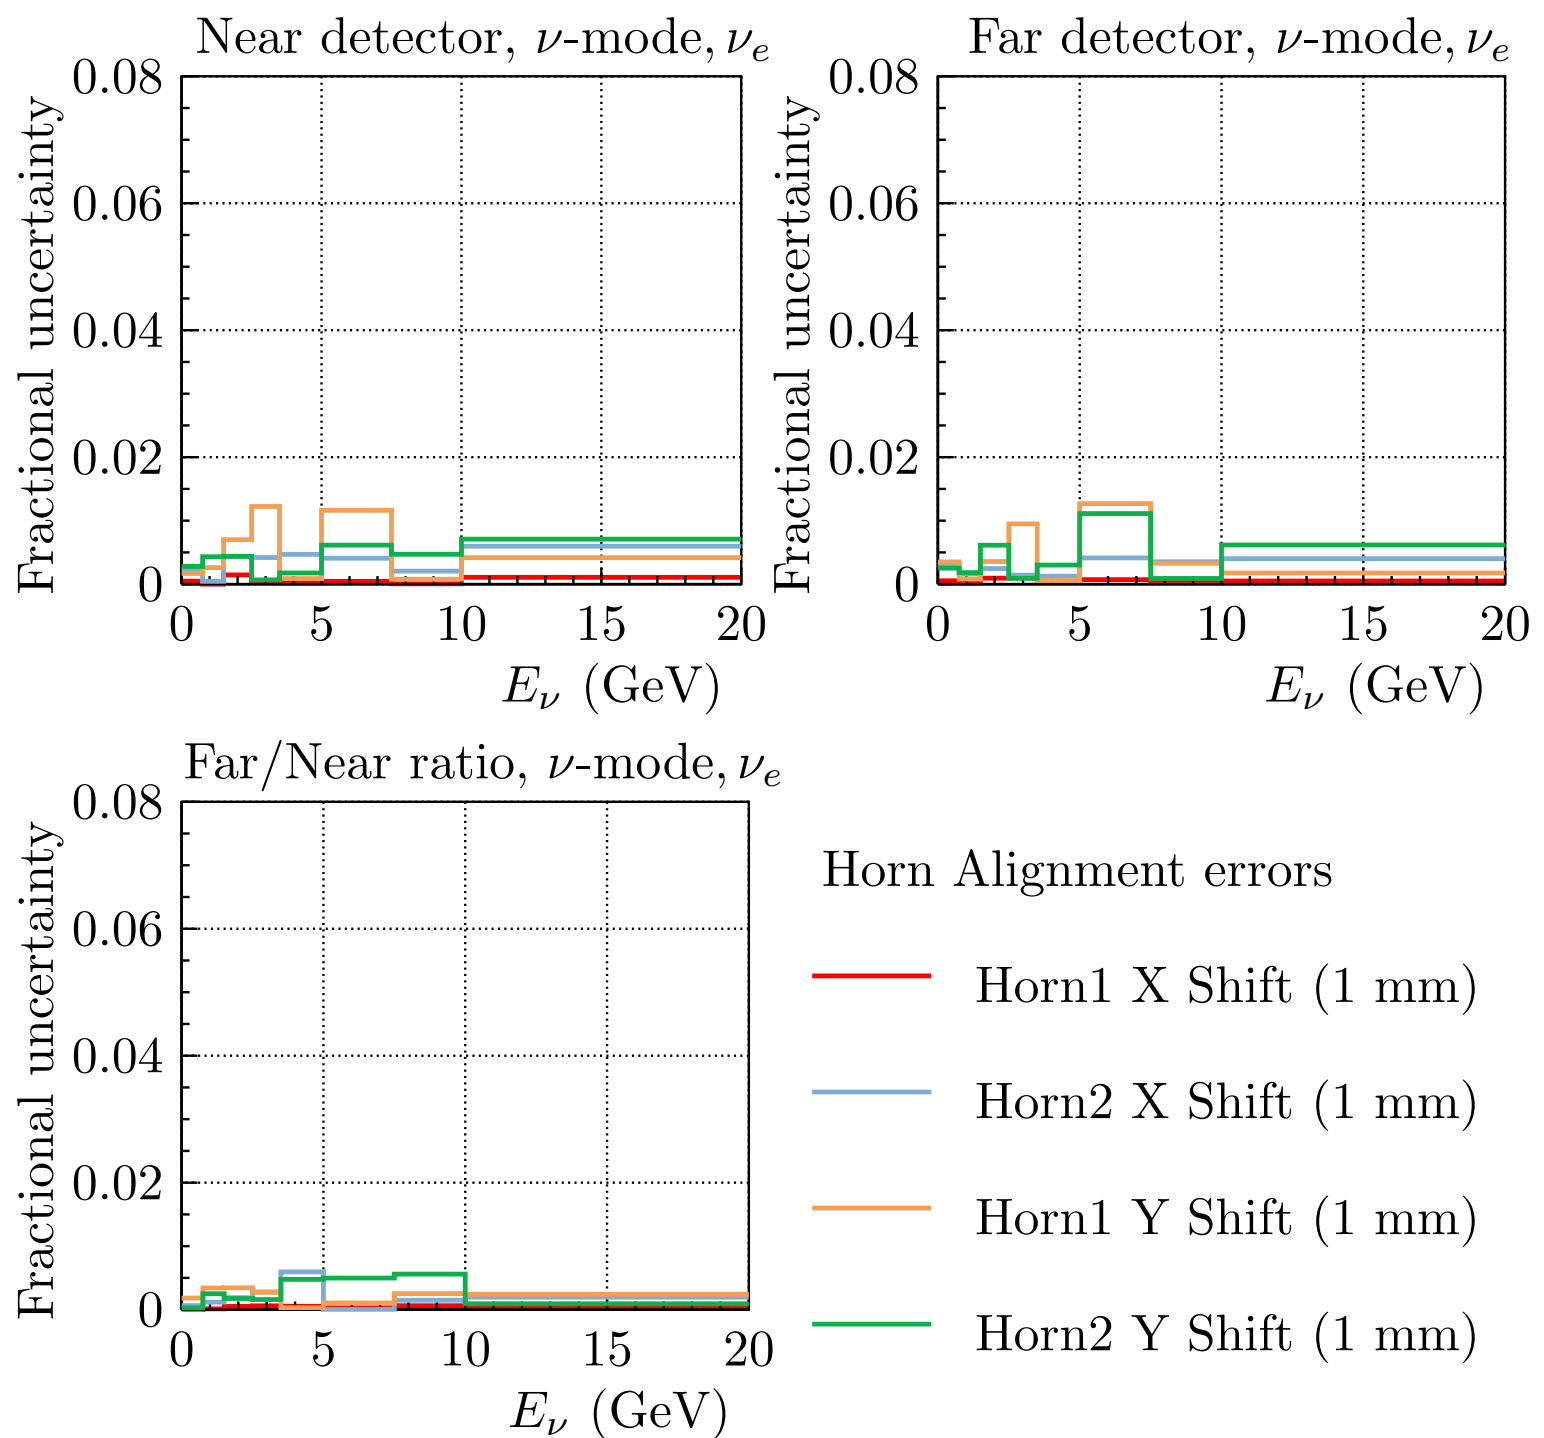 Near detector, ν-mode, νₑ
Fractional uncertainty
0.08
0.06
0.04
0.02
0
0 5 10 15 20
E_ν (GeV)
Far detector, ν-mode, νₑ
Fractional uncertainty
0.08
0.06
0.04
0.02
0
0 5 10 15 20
E_ν (GeV)
Far/Near ratio, ν-mode, νₑ
Fractional uncertainty
0.08
0.06
0.04
0.02
0
0 5 10 15 20
E_ν (GeV)
Horn Alignment errors
Horn1 X Shift (1 mm)
Horn2 X Shift (1 mm)
Horn1 Y Shift (1 mm)
Horn2 Y Shift (1 mm)